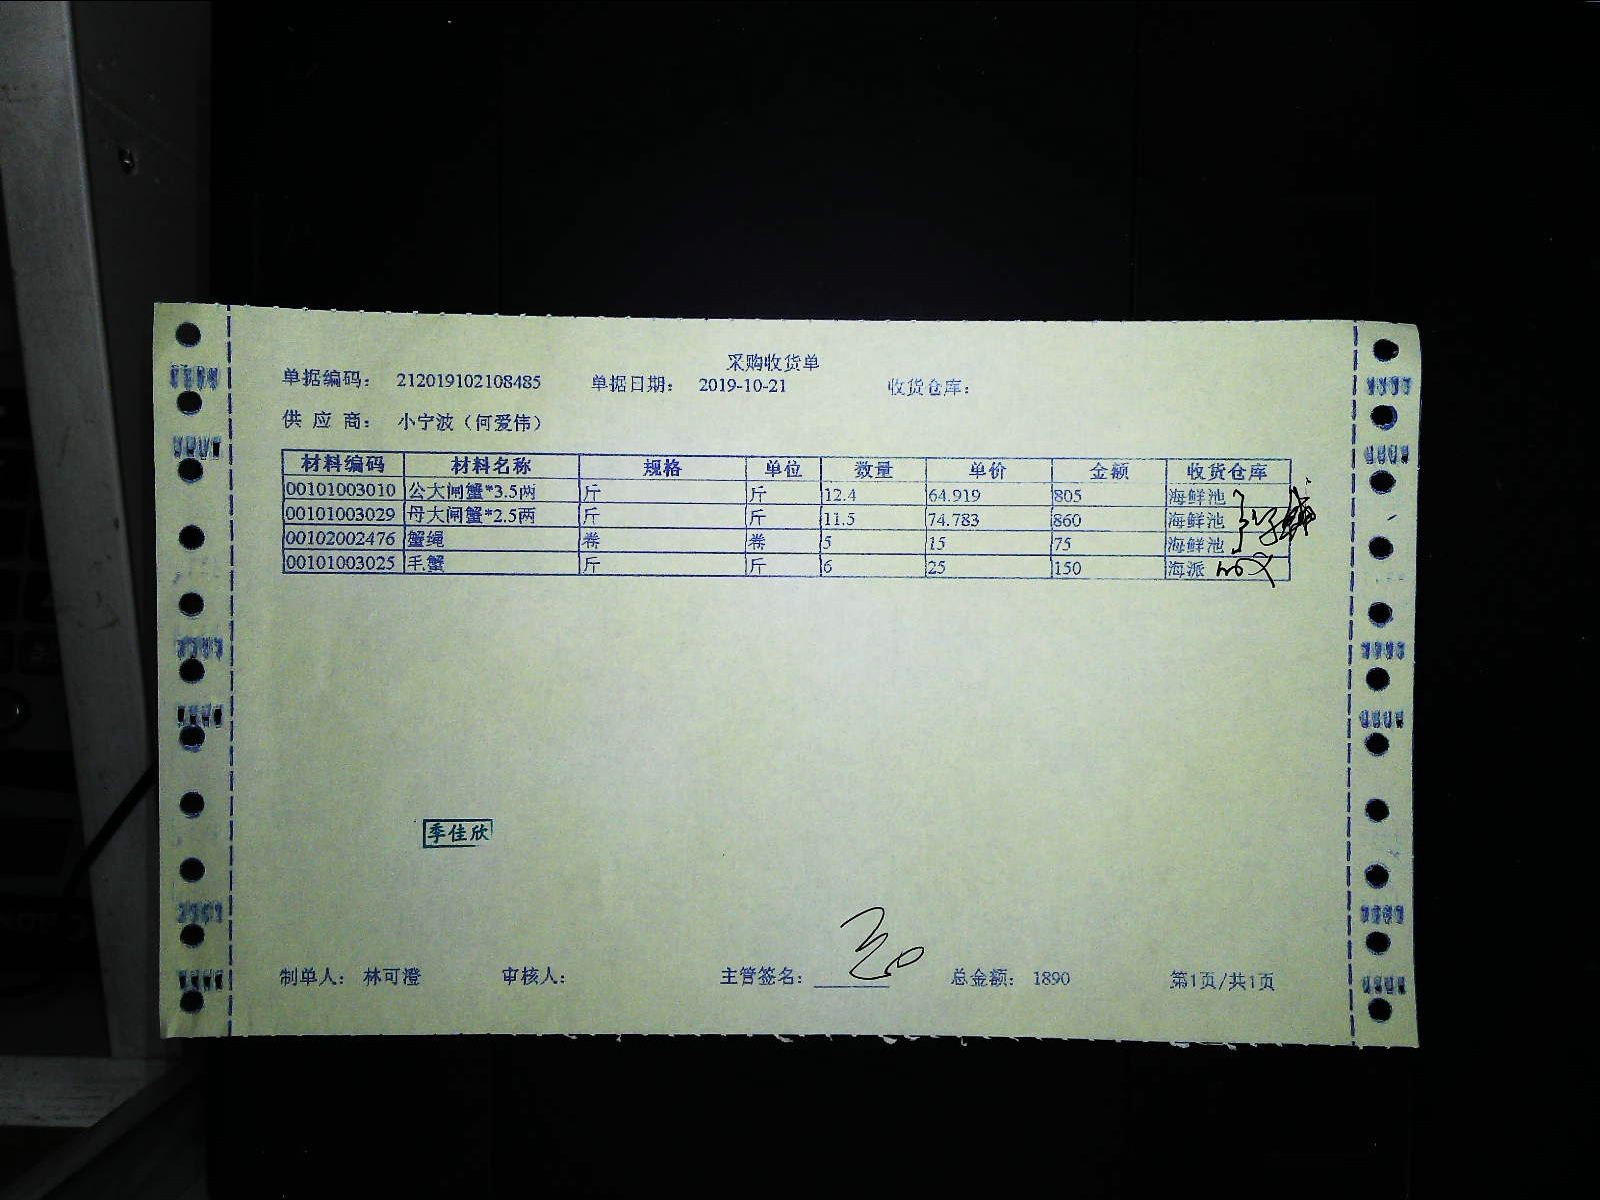 采购收货单
单据编码： 212019102108485 单据日期： 2019-10-21 收货仓库：
供 应 商： 小宁波（何爱伟）
材料编码 材料名称 规格 单位 数量 单价 金额 收货仓库
00101003010 公大闸蟹*3.5两 斤 斤 12.4 64.919 805 海鲜池
00101003029 母大闸蟹*2.5两 斤 斤 11.5 74.783 860 海鲜池
00102002476 蟹绳 卷 卷 5 15 75 海鲜池
00101003025 毛蟹 斤 斤 6 25 150 海派
季佳欣
制单人： 林可澄 审核人： 主管签名： 总金额： 1890 第1页/共1页